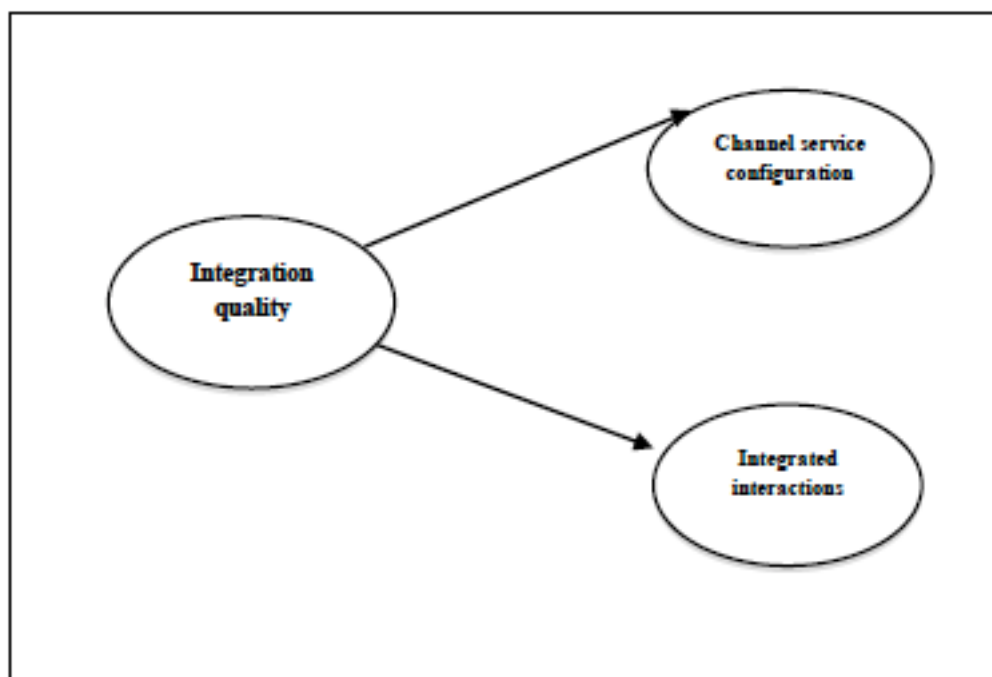 Channel service
configuration
Integration
quality
Integrated
interactions